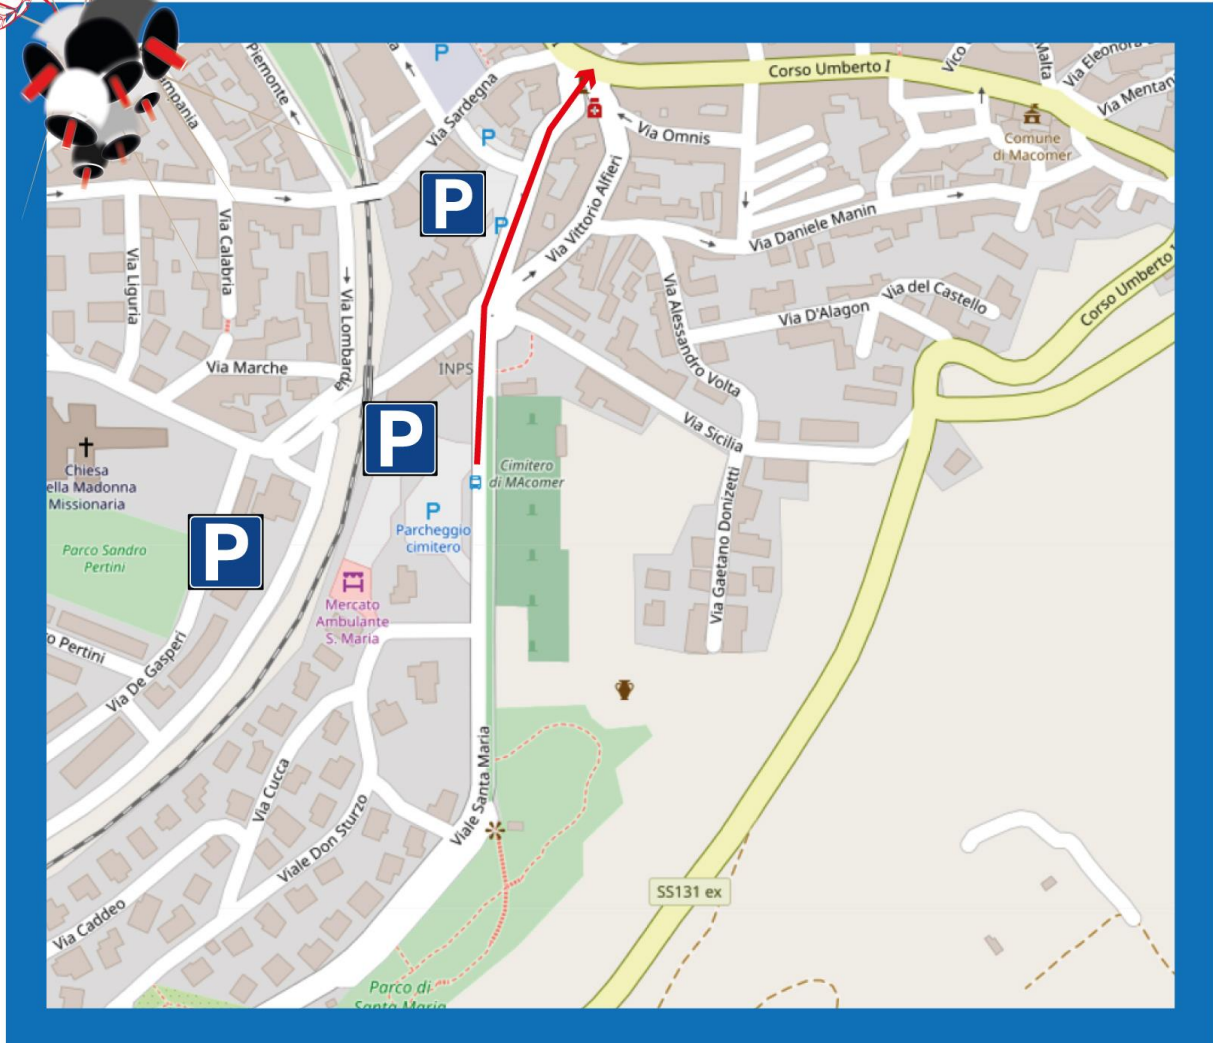 P
Piemonte
Via Sardegna
Corso Umberto I
Vico
Malta
Via Eleonora
Via Mentan
Comune
di Macomer
P
Via Omnis
P
P
Via Vittorio Alfieri
Via Daniele Manin
Via Calabria
Via Liguria
Via Lombardia
Via Alessandro Volta
Via D'Alagon
Via del Castello
Corso Umberto I
Via Marche
INPS
P
Via Sicilia
Chiesa
ella Madonna
Missionaria
Cimitero
di MAcomer
P
Parcheggio
cimitero
Via Gaetano Donizetti
P
Parco Sandro
Pertini
Mercato
Ambulante
S. Maria
o Pertini
Via De Gasperi
Viale Santa Maria
Via Cucca
Viale Don Sturzo
Via Caddeo
SS131 ex
Parco di
Santa Maria